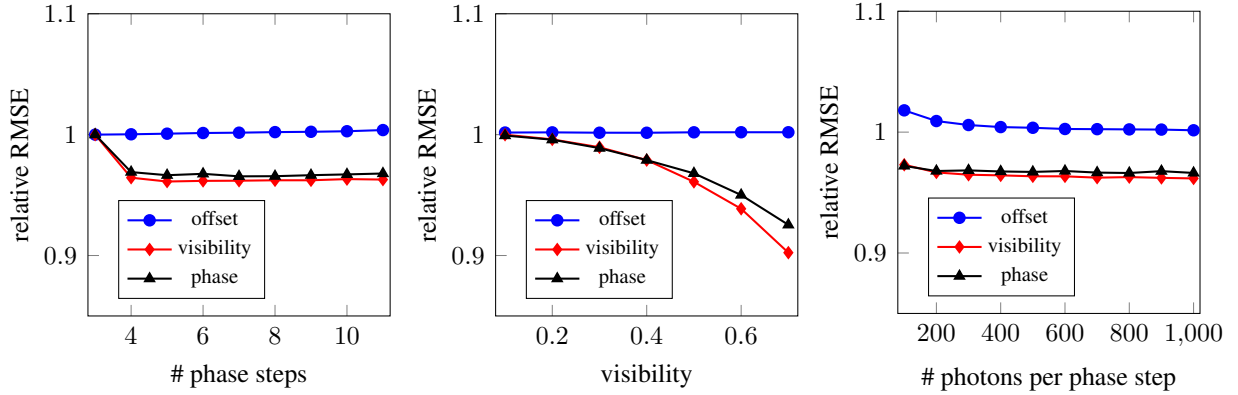 1.1
1
0.9
relative RMSE
4 6 8 10
# phase steps
offset
visibility
phase
1.1
1
0.9
relative RMSE
0.2 0.4 0.6
visibility
offset
visibility
phase
1.1
1
0.9
relative RMSE
200 400 600 800 1,000
# photons per phase step
offset
visibility
phase